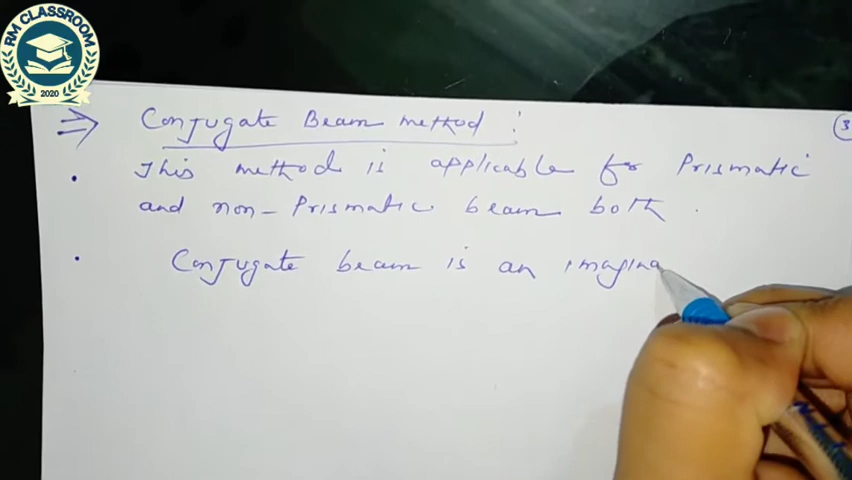 RM CLASSROOM
2020
⇒ Conjugate Beam method :
3
• This method is applicable for Prismatic
and non-Prismatic beam both.
• Conjugate beam is an imagina